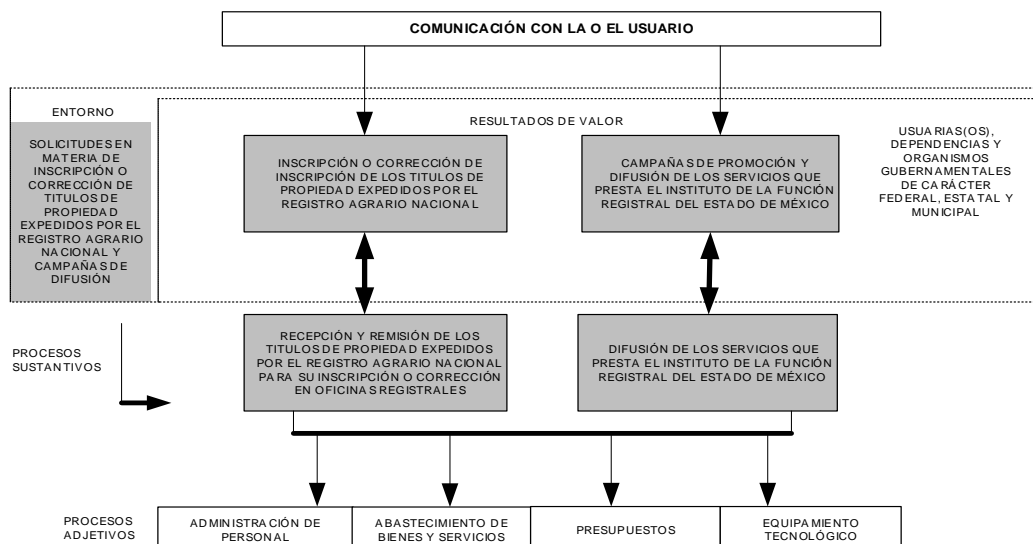 COMUNICACIÓN CON LA O EL USUARIO
ENTORNO
SOLICITUDES EN
MATERIA DE
INSCRIPCIÓN O
CORRECCIÓN DE
TITULOS DE
PROPIEDAD
EXPEDIDOS POR EL
REGISTRO AGRARIO
NACIONAL Y
CAMPAÑAS DE
DIFUSIÓN
RESULTADOS DE VALOR
INSCRIPCIÓN O CORRECCIÓN DE
INSCRIPCIÓN DE LOS TITULOS DE
PROPIEDAD EXPEDIDOS POR EL
REGISTRO AGRARIO NACIONAL
CAMPAÑAS DE PROMOCIÓN Y
DIFUSIÓN DE LOS SERVICIOS QUE
PRESTA EL INSTITUTO DE LA FUNCIÓN
REGISTRAL DEL ESTADO DE MÉXICO
USUARIAS(OS),
DEPENDENCIAS Y
ORGANISMOS
GUBERNAMENTALES
DE CARÁCTER
FEDERAL, ESTATAL Y
MUNICIPAL
PROCESOS
SUSTANTIVOS
RECEPCIÓN Y REMISIÓN DE LOS
TITULOS DE PROPIEDAD EXPEDIDOS
POR EL REGISTRO AGRARIO NACIONAL
PARA SU INSCRIPCIÓN O CORRECCIÓN
EN OFICINAS REGISTRALES
DIFUSIÓN DE LOS SERVICIOS QUE
PRESTA EL INSTITUTO DE LA FUNCIÓN
REGISTRAL DEL ESTADO DE MÉXICO
PROCESOS
ADJETIVOS
ADMINISTRACIÓN DE
PERSONAL
ABASTECIMIENTO DE
BIENES Y SERVICIOS
PRESUPUESTOS
EQUIPAMIENTO
TECNOLÓGICO